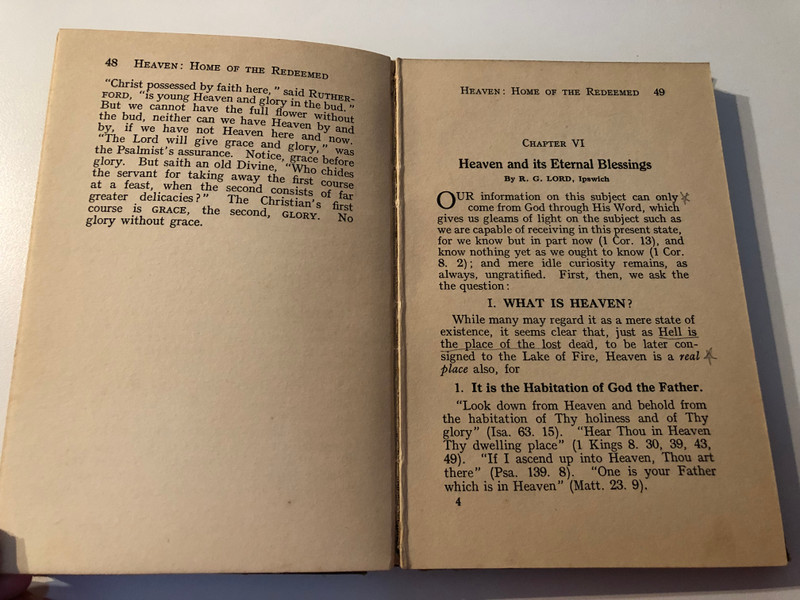 48 HEAVEN: HOME OF THE REDEEMED
"Christ possessed by faith here," said RUTHER-
FORD, "is young Heaven and glory in the bud."
But we cannot have the full flower without
the bud, neither can we have Heaven by and
by, if we have not Heaven here and now.
"The Lord will give grace and glory," was
the Psalmist's assurance. Notice, grace before
glory. But saith an old Divine, "Who chides
the servant for taking away the first course
at a feast, when the second consists of far
greater delicacies?" The Christian's first
course is GRACE, the second, GLORY. No
glory without grace.
HEAVEN: HOME OF THE REDEEMED 49
CHAPTER VI
Heaven and its Eternal Blessings
By R. G. LORD, Ipswich
OUR information on this subject can only
come from God through His Word, which
gives us gleams of light on the subject such as
we are capable of receiving in this present state,
for we know but in part now (1 Cor. 13), and
know nothing yet as we ought to know (1 Cor.
8. 2); and mere idle curiosity remains, as
always, ungratified. First, then, we ask the
the question:
I. WHAT IS HEAVEN?
While many may regard it as a mere state of
existence, it seems clear that, just as Hell is
the place of the lost dead, to be later con-
signed to the Lake of Fire, Heaven is a real
place also, for
1. It is the Habitation of God the Father.
"Look down from Heaven and behold from
the habitation of Thy holiness and of Thy
glory" (Isa. 63. 15). "Hear Thou in Heaven
Thy dwelling place" (1 Kings 8. 30, 39, 43,
49). "If I ascend up into Heaven, Thou art
there" (Psa. 139. 8). "One is your Father
which is in Heaven" (Matt. 23. 9).
4